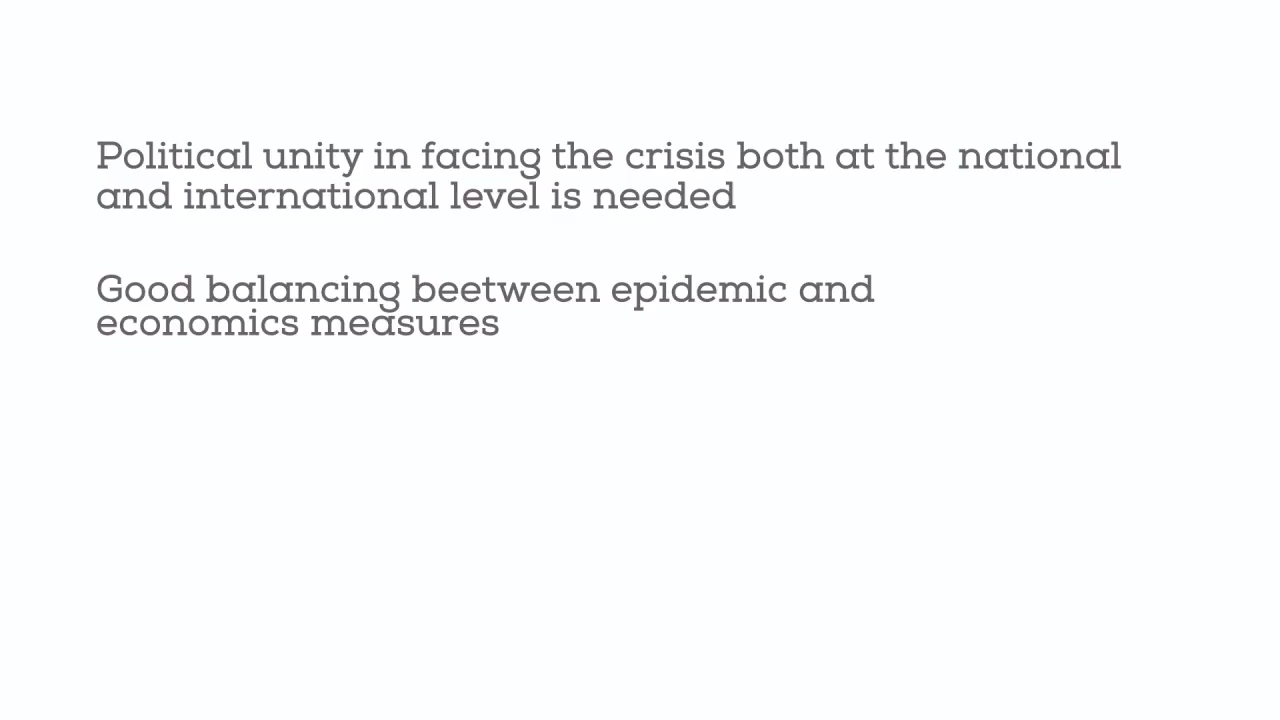 Political unity in facing the crisis both at the national
and international level is needed
Good balancing beetween epidemic and
economics measures